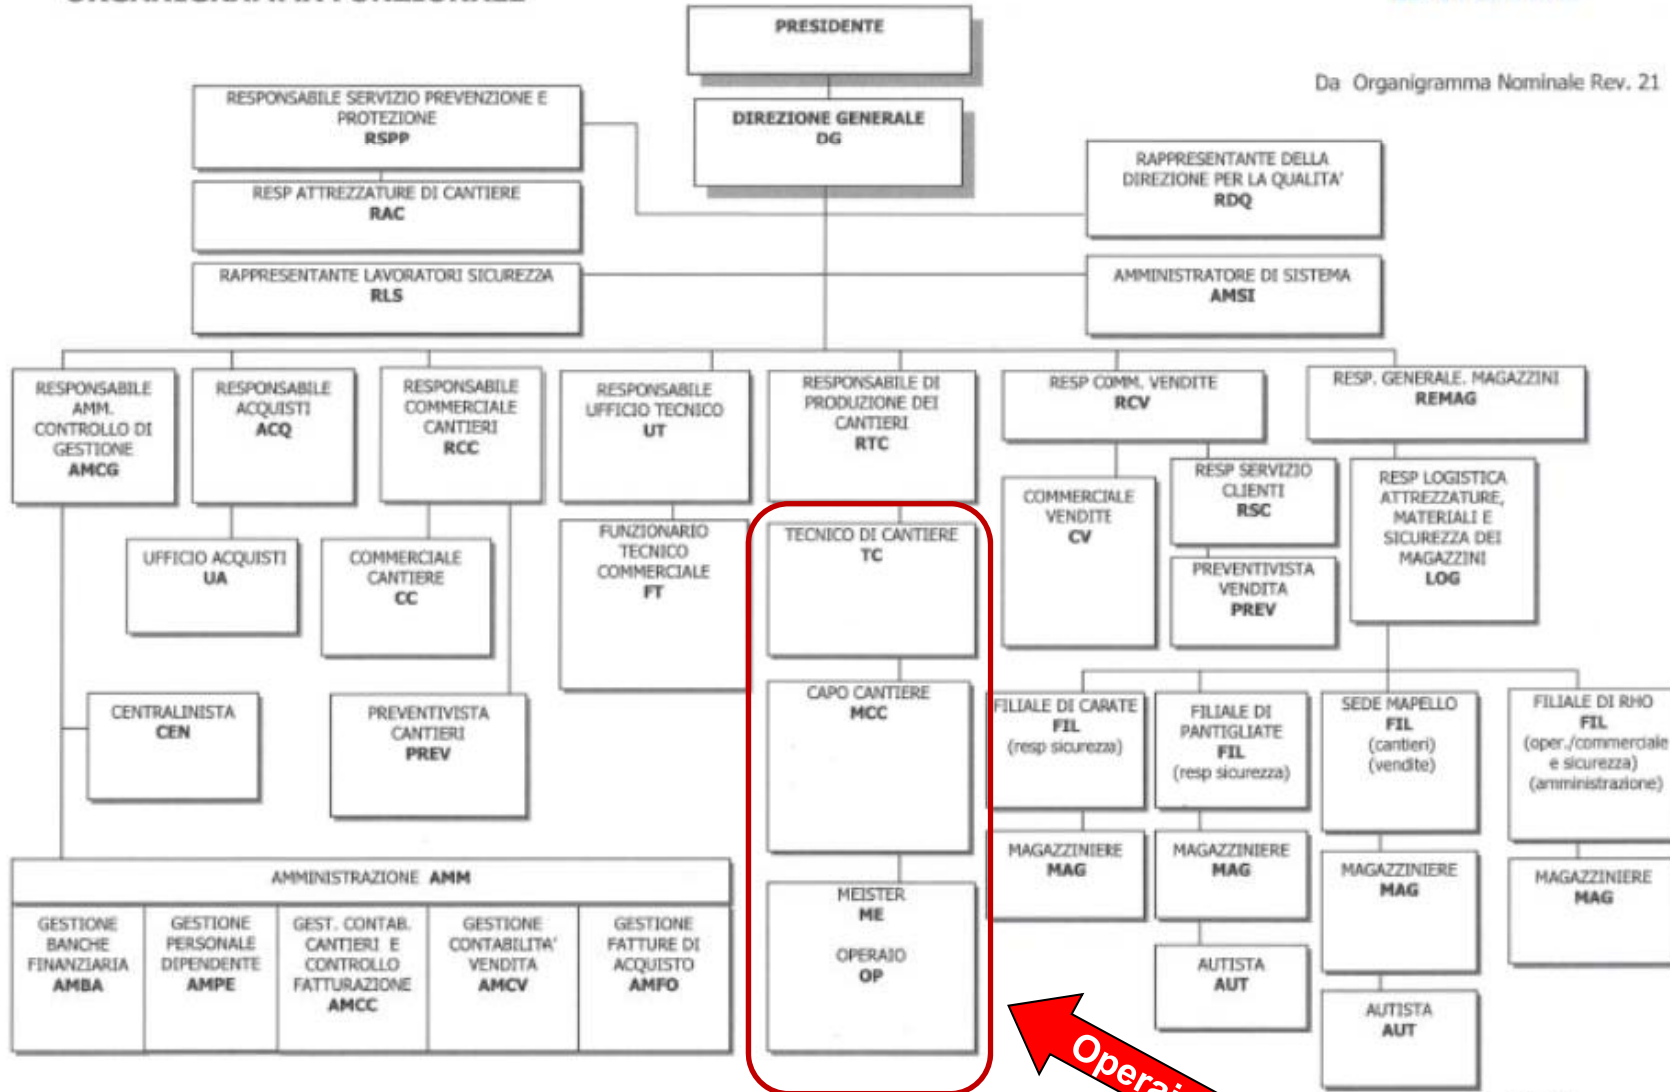 PRESIDENTE
Da Organigramma Nominale Rev. 21
RESPONSABILE SERVIZIO PREVENZIONE E
PROTEZIONE
RSPP
DIREZIONE GENERALE
DG
RAPPRESENTANTE DELLA
DIREZIONE PER LA QUALITA'
RDQ
RESP ATTREZZATURE DI CANTIERE
RAC
RAPPRESENTANTE LAVORATORI SICUREZZA
RLS
AMMINISTRATORE DI SISTEMA
AMSI
RESPONSABILE
AMM.
CONTROLLO DI
GESTIONE
AMCG
RESPONSABILE
ACQUISTI
ACQ
RESPONSABILE
COMMERCIALE
CANTIERI
RCC
RESPONSABILE
UFFICIO TECNICO
UT
RESPONSABILE DI
PRODUZIONE DEI
CANTIERI
RTC
RESP COMM. VENDITE
RCV
RESP. GENERALE. MAGAZZINI
REMAG
UFFICIO ACQUISTI
UA
COMMERCIALE
CANTIERE
CC
FUNZIONARIO
TECNICO
COMMERCIALE
FT
TECNICO DI CANTIERE
TC
COMMERCIALE
VENDITE
CV
RESP SERVIZIO
CLIENTI
RSC
PREVENTIVISTA
VENDITA
PREV
RESP LOGISTICA
ATTREZZATURE,
MATERIALI E
SICUREZZA DEI
MAGAZZINI
LOG
CENTRALINISTA
CEN
PREVENTIVISTA
CANTIERI
PREV
CAPO CANTIERE
MCC
FILIALE DI CARATE
FIL
(resp sicurezza)
FILIALE DI
PANTIGLIATE
FIL
(resp sicurezza)
SEDE MAPELLO
FIL
(cantieri)
(vendite)
FILIALE DI RHO
FIL
(oper./commerciale
e sicurezza)
(amministrazione)
MAGAZZINIERE
MAG
MAGAZZINIERE
MAG
MAGAZZINIERE
MAG
MAGAZZINIERE
MAG
AMMINISTRAZIONE AMM
GESTIONE
BANCHE
FINANZIARIA
AMBA
GESTIONE
PERSONALE
DIPENDENTE
AMPE
GEST. CONTAB.
CANTIERI E
CONTROLLO
FATTURAZIONE
AMCC
GESTIONE
CONTABILITA'
VENDITA
AMCV
GESTIONE
FATTURE DI
ACQUISTO
AMFO
MEISTER
ME
OPERAIO
OP
AUTISTA
AUT
AUTISTA
AUT